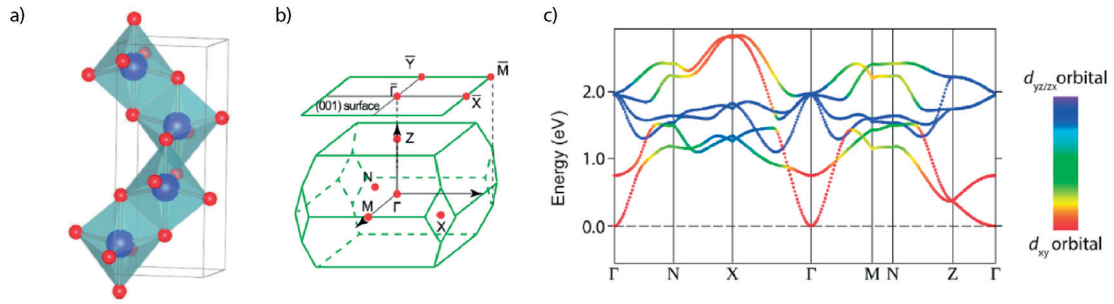 a)
b)
c)
Y̅
M̅
Γ̅
X̅
(001) surface
Z
N
Γ
M
X
Energy (eV)
2.0
1.0
0.0
Γ N X Γ M N Z Γ
d_yz/zx orbital
d_xy orbital